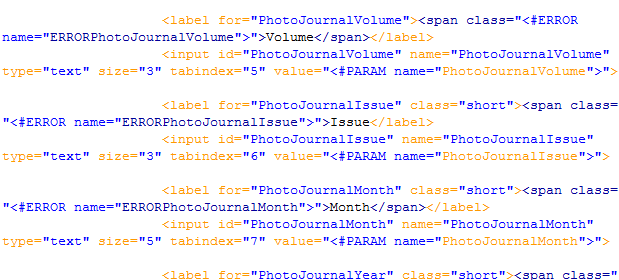 <label for="PhotoJournalVolume"><span class="<#ERROR
name="ERRORPhotoJournalVolume">">Volume</span></label>
<input id="PhotoJournalVolume" name="PhotoJournalVolume"
type="text" size="3" tabindex="5" value="<#PARAM name="PhotoJournalVolume">">
<label for="PhotoJournalIssue" class="short"><span class=
"<#ERROR name="ERRORPhotoJournalIssue">">Issue</label>
<input id="PhotoJournalIssue" name="PhotoJournalIssue"
type="text" size="3" tabindex="6" value="<#PARAM name="PhotoJournalIssue">">
<label for="PhotoJournalMonth" class="short"><span class=
"<#ERROR name="ERRORPhotoJournalMonth">">Month</span></label>
<input id="PhotoJournalMonth" name="PhotoJournalMonth"
type="text" size="5" tabindex="7" value="<#PARAM name="PhotoJournalMonth">">
<label for="PhotoJournalYear" class="short"><span class="